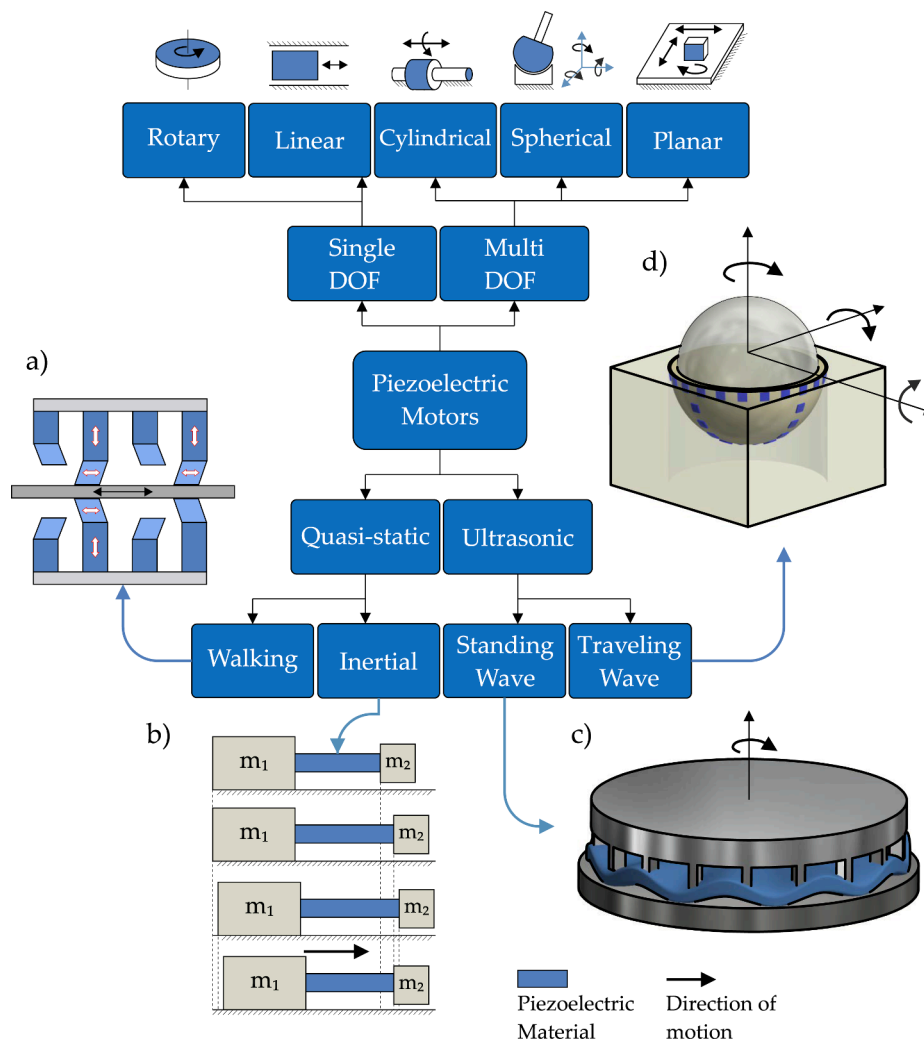 Rotary
Linear
Cylindrical
Spherical
Planar
Single
DOF
Multi
DOF
d)
a)
Piezoelectric
Motors
Quasi-static
Ultrasonic
Walking
Inertial
Standing
Wave
Traveling
Wave
b)
c)
m₁
m₂
m₁
m₂
m₁
m₂
m₁
m₂
Piezoelectric
Material
Direction of
motion